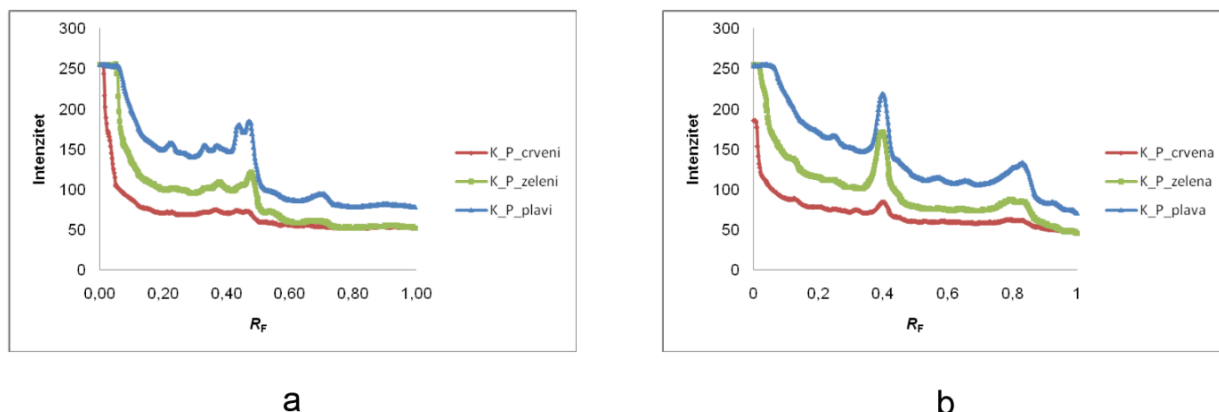 300
250
200
150
100
50
0
Intenzitet
0,00 0,20 0,40 0,60 0,80 1,00
RF
K_P_crveni
K_P_zeleni
K_P_plavi
a
300
250
200
150
100
50
0
Intenzitet
0 0,2 0,4 0,6 0,8 1
RF
K_P_crvena
K_P_zelena
K_P_plava
b